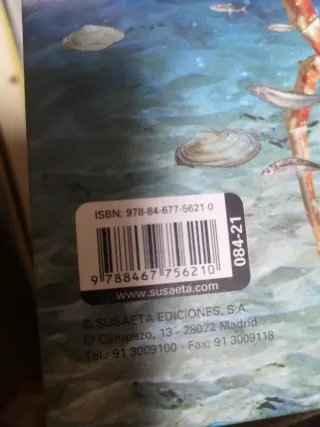 ISBN: 978-84-677-5621-0
9 788467 756210
084-21
www.susaeta.com
© SUSAETA EDICIONES, S.A.
C/ Campezo, 13 - 28022 Madrid
Tel.: 91 3009100 · Fax: 91 3009118